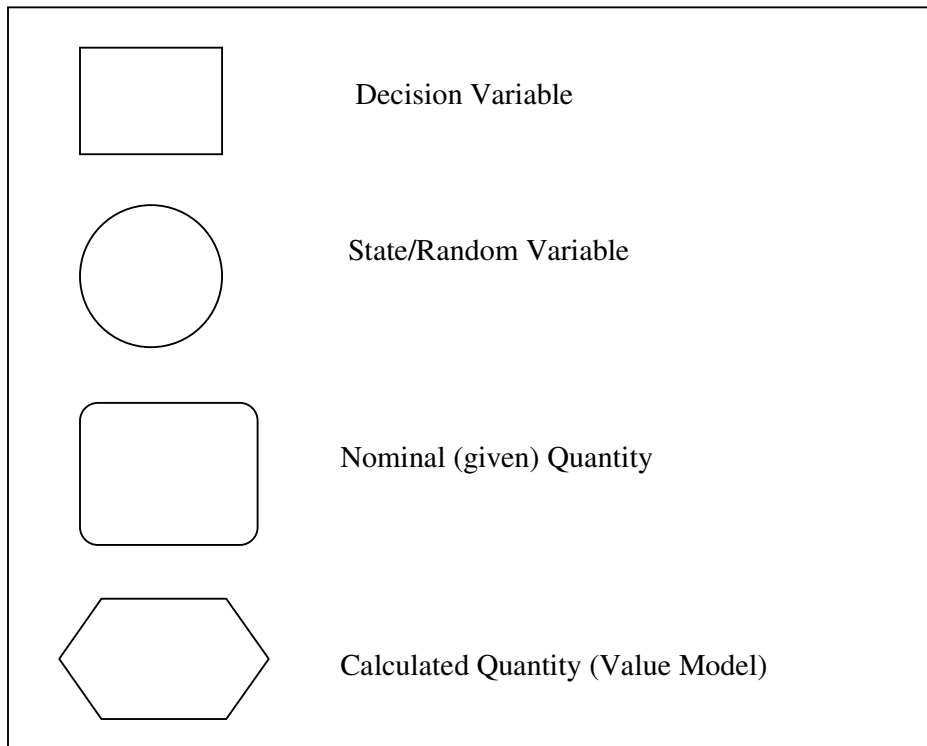 Decision Variable
State/Random Variable
Nominal (given) Quantity
Calculated Quantity (Value Model)